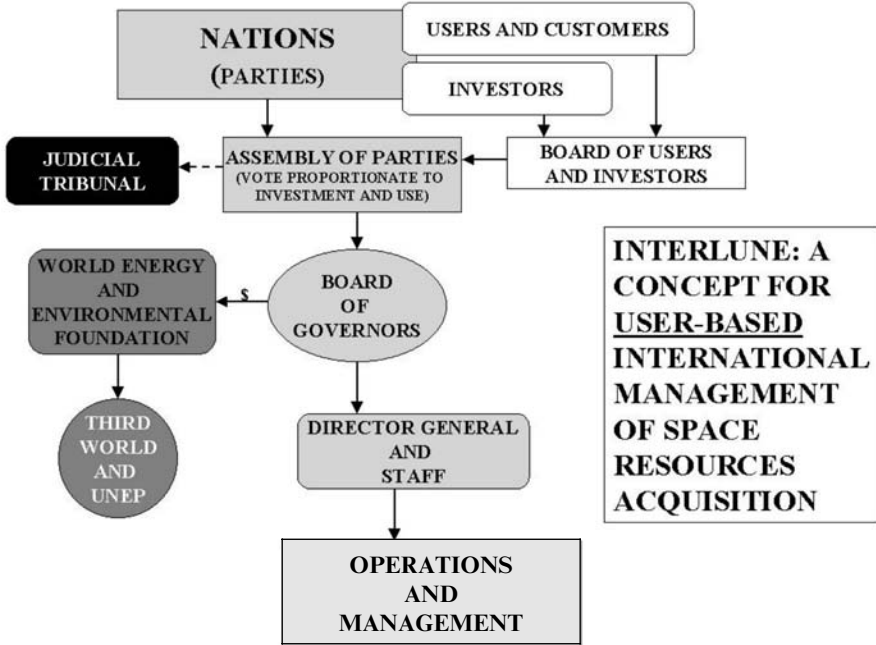 NATIONS
(PARTIES)
USERS AND CUSTOMERS
INVESTORS
JUDICIAL
TRIBUNAL
ASSEMBLY OF PARTIES
(VOTE PROPORTIONATE TO
INVESTMENT AND USE)
BOARD OF USERS
AND INVESTORS
WORLD ENERGY
AND
ENVIRONMENTAL
FOUNDATION
$
BOARD
OF
GOVERNORS
THIRD
WORLD
AND
UNEP
DIRECTOR GENERAL
AND
STAFF
OPERATIONS
AND
MANAGEMENT
INTERLUNE: A
CONCEPT FOR
USER-BASED
INTERNATIONAL
MANAGEMENT
OF SPACE
RESOURCES
ACQUISITION